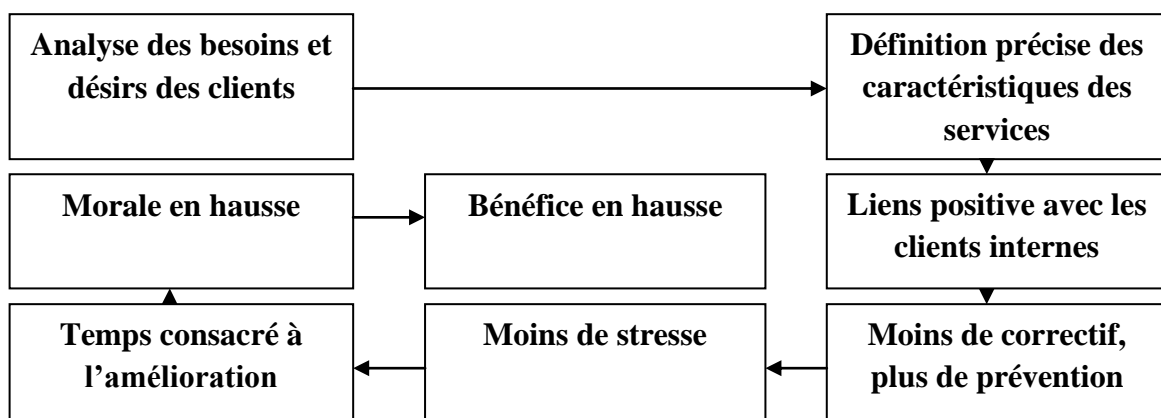 Analyse des besoins et
désirs des clients
Définition précise des
caractéristiques des
services
Morale en hausse
Bénéfice en hausse
Liens positive avec les
clients internes
Temps consacré à
l’amélioration
Moins de stresse
Moins de correctif,
plus de prévention